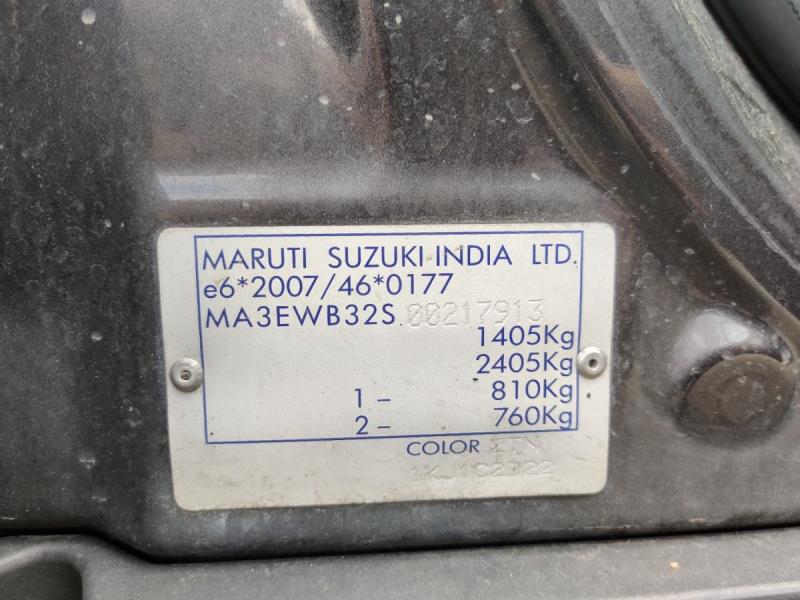 MARUTI SUZUKI INDIA LTD.
e6*2007/46*0177
MA3EWB32S 00217913
1405Kg
2405Kg
1 – 810Kg
2 – 760Kg
COLOR